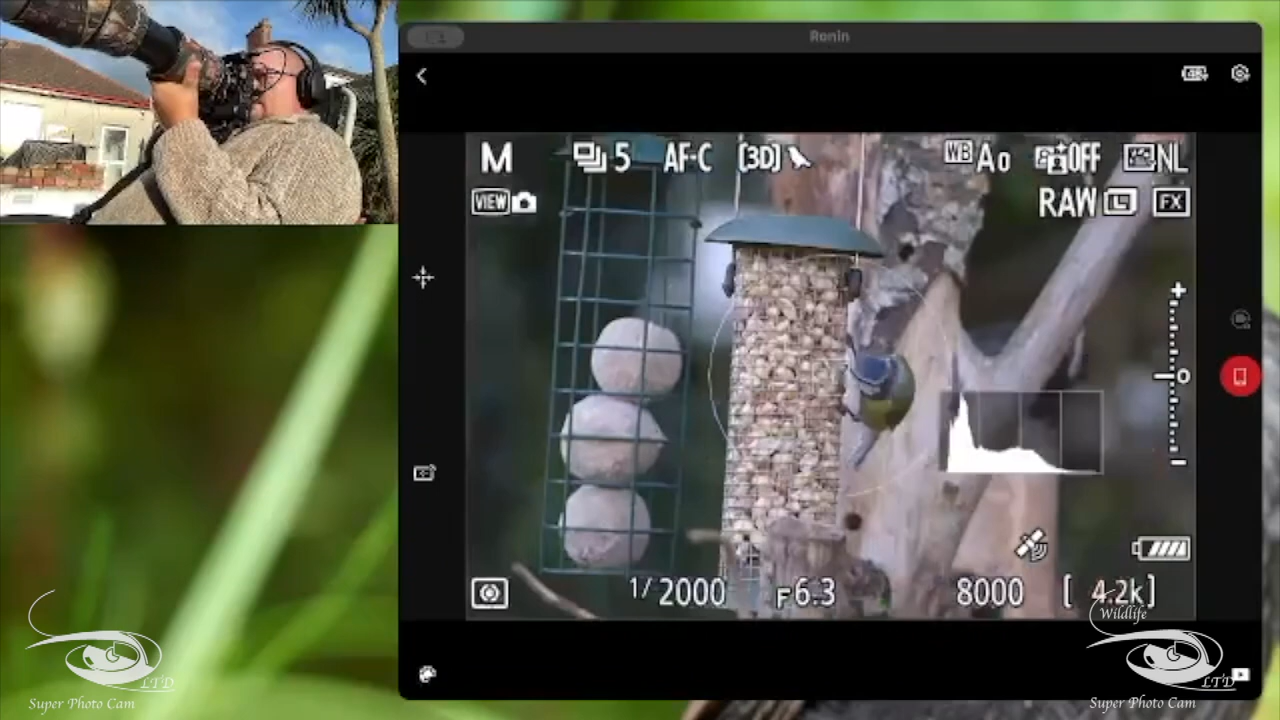 Ronin
M 5 AF-C [3D] WB A0 OFF NL
VIEW RAW L FX
+
0
-
1/2000 F6.3 8000 [ 4.2k]
Wildlife
LTD
Super Photo Cam
LTD
Super Photo Cam